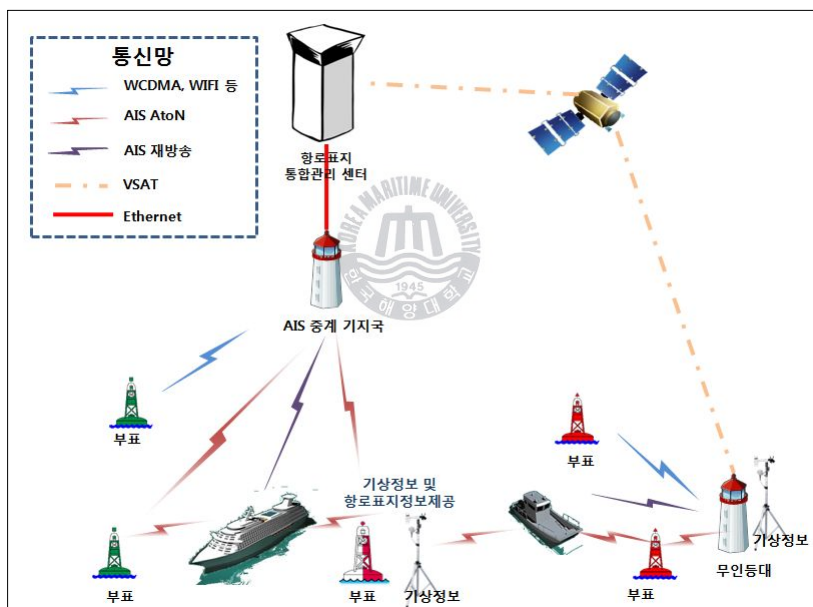 통신망
WCDMA, WIFI 등
AIS AtoN
AIS 재방송
VSAT
Ethernet
항로표지
통합관리 센터
KOREA MARITIME UNIVERSITY
1945
한국해양대학교
AIS 중계 기지국
부표
부표
기상정보 및
항로표지정보제공
부표
부표
기상정보
부표
기상정보
무인등대